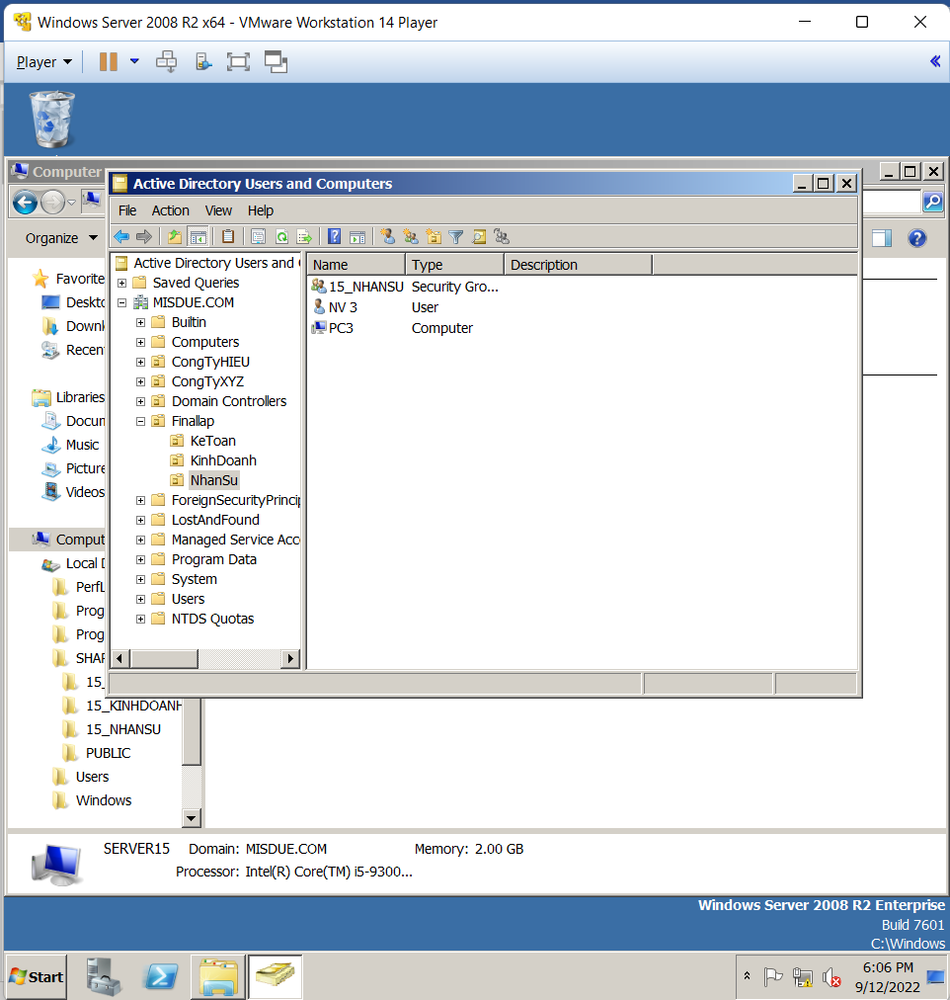 Windows Server 2008 R2 x64 - VMware Workstation 14 Player
Player
Computer
Organize
Favorite
Deskto
Down
Recen
Libraries
Docum
Music
Picture
Videos
Comput
Local D
PerfL
Prog
Prog
SHAR
15_
15_KINHDOANH
15_NHANSU
PUBLIC
Users
Windows
Active Directory Users and Computers
File Action View Help
Active Directory Users and
Saved Queries
MISDUE.COM
Builtin
Computers
CongTyHIEU
CongTyXYZ
Domain Controllers
Finallap
KeToan
KinhDoanh
NhanSu
ForeignSecurityPrincip
LostAndFound
Managed Service Acco
Program Data
System
Users
NTDS Quotas
Name Type Description
15_NHANSU Security Gro...
NV 3 User
PC3 Computer
SERVER15 Domain: MISDUE.COM Memory: 2.00 GB
Processor: Intel(R) Core(TM) i5-9300...
Windows Server 2008 R2 Enterprise
Build 7601
C:\Windows
Start
6:06 PM
9/12/2022